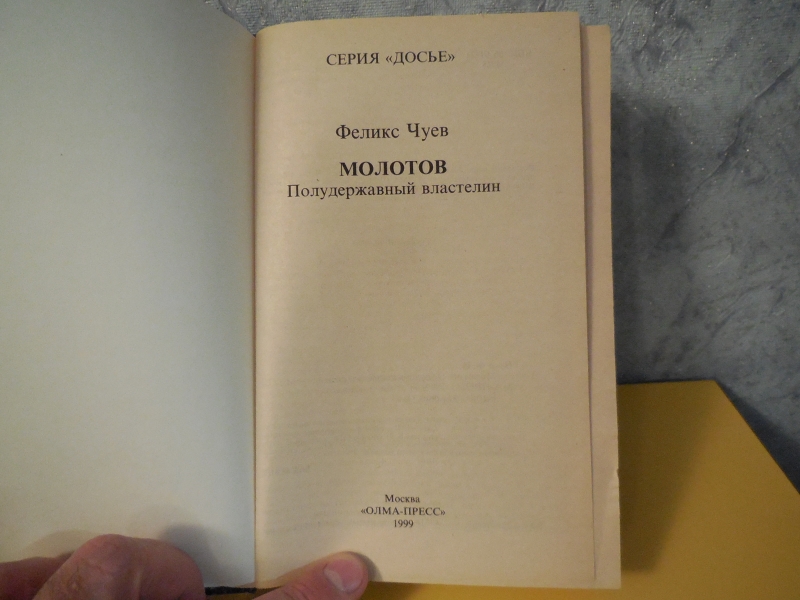 СЕРИЯ «ДОСЬЕ»
Феликс Чуев
МОЛОТОВ
Полудержавный властелин
Москва
«ОЛМА-ПРЕСС»
1999